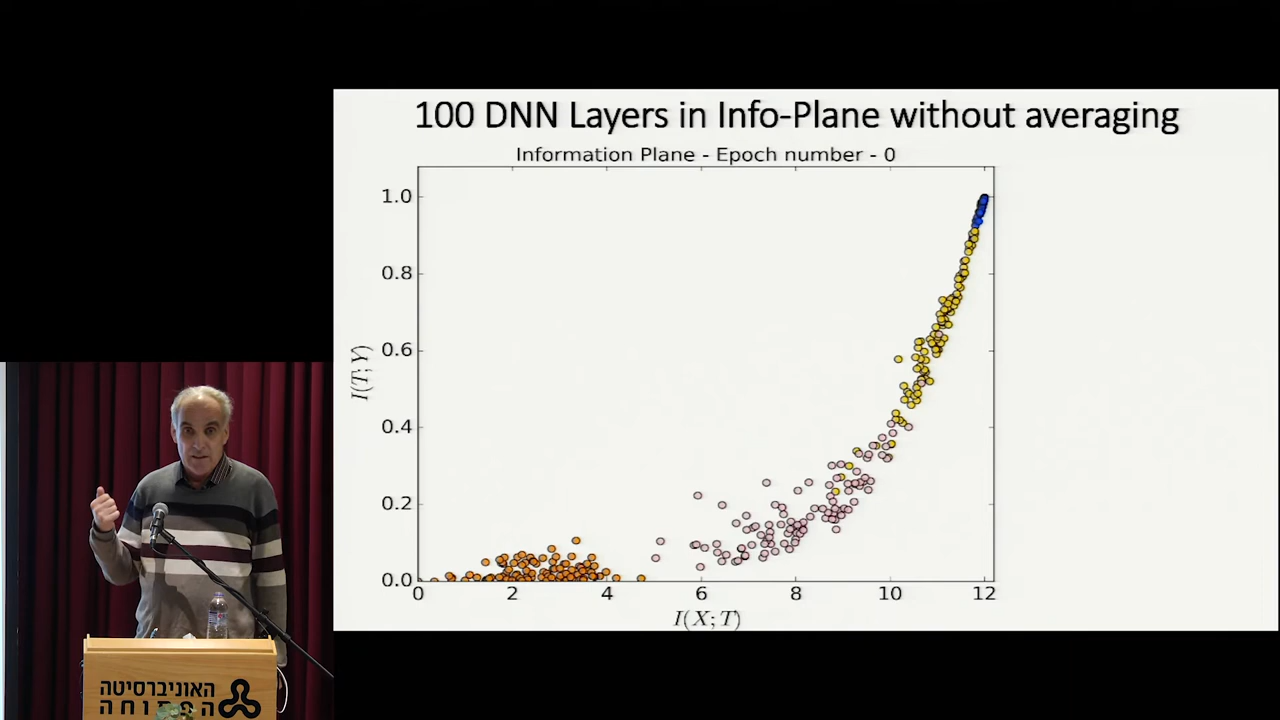 100 DNN Layers in Info-Plane without averaging
Information Plane - Epoch number - 0
1.0
0.8
0.6
0.4
0.2
0.0
I(T;Y)
0 2 4 6 8 10 12
I(X;T)
האוניברסיטה
הפתוחה